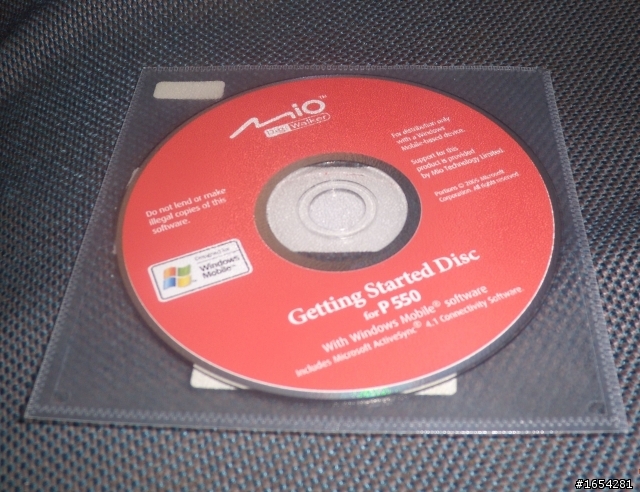 Mio™
DigiWalker
For distribution only
with a Windows
Mobile-based device.
Support for this
product is provided
by Mio Technology Limited.
Portions © 2005 Microsoft
Corporation. All rights reserved.
Do not lend or make
illegal copies of this
software.
Designed for
Windows
Mobile™
Getting Started Disc
for P 550
With Windows Mobile® software
Includes Microsoft ActiveSync® 4.1 Connectivity Software
#1654281